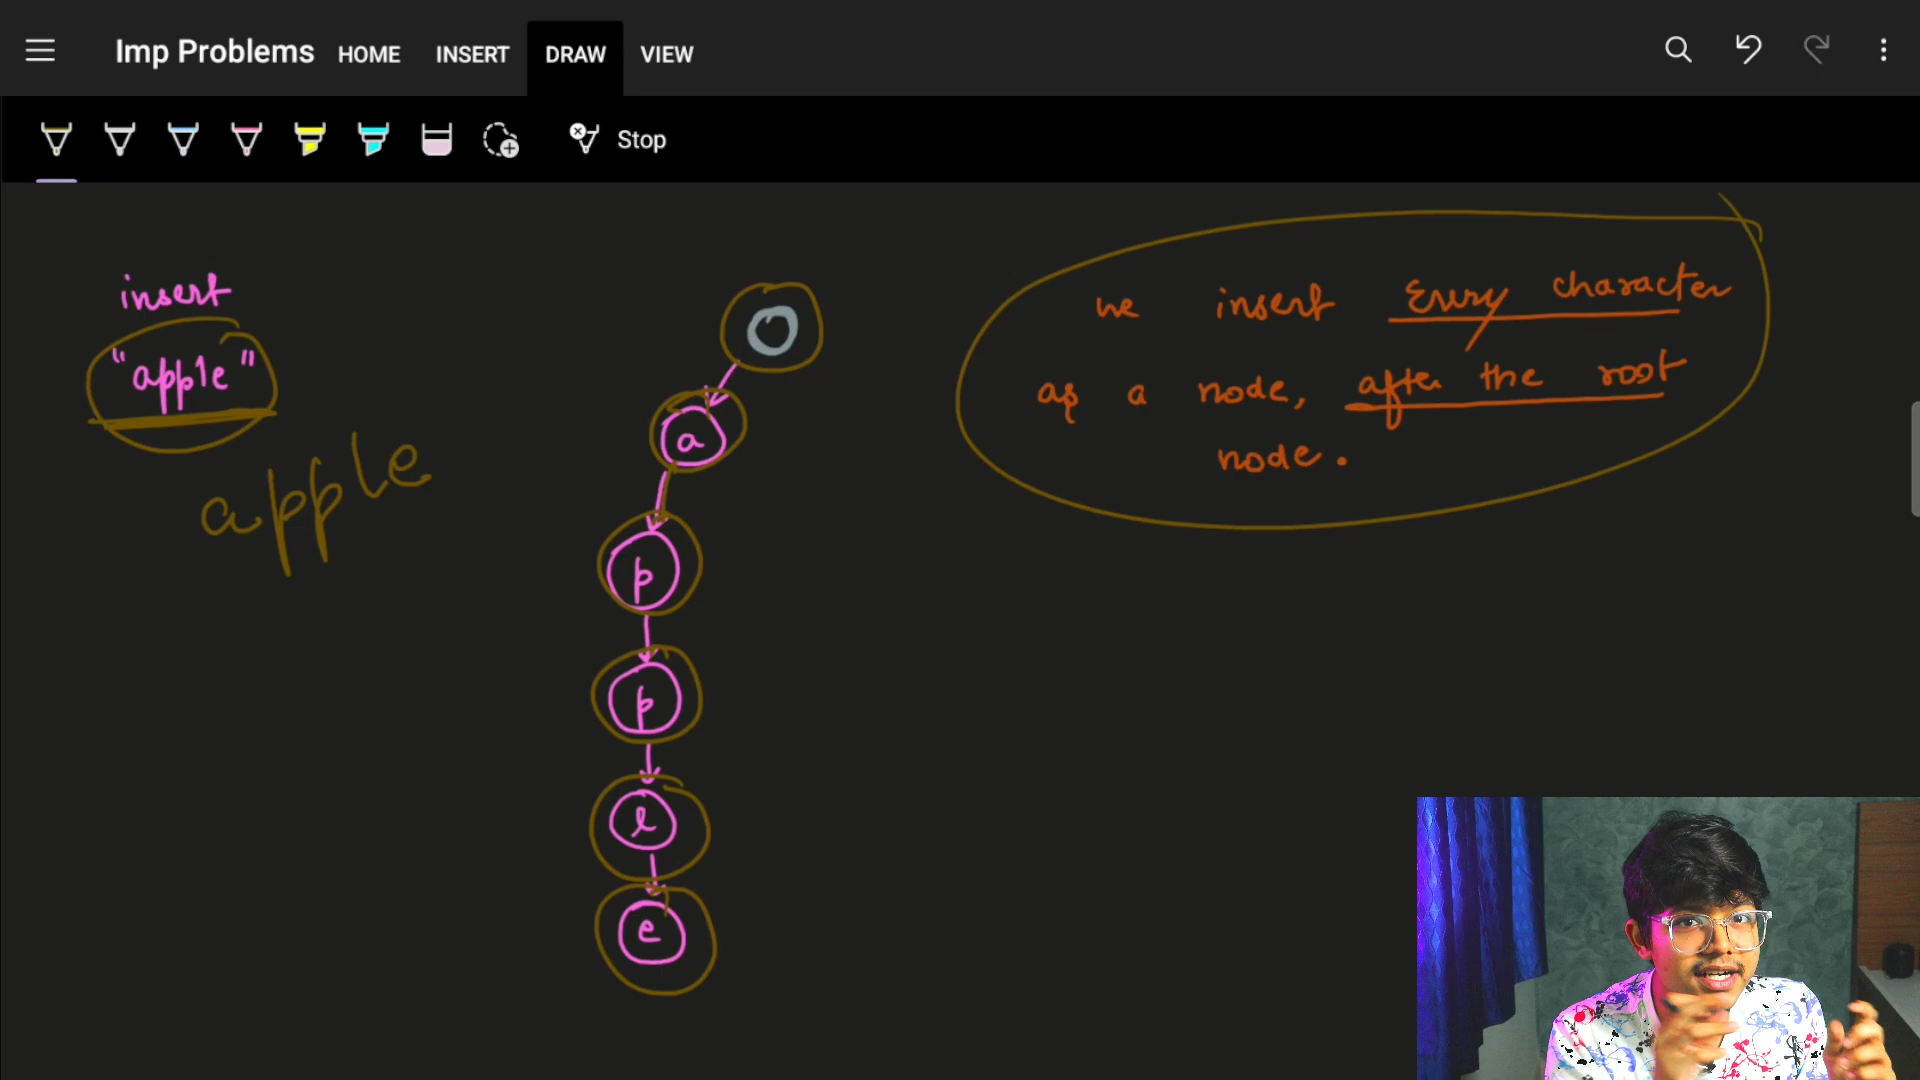 Imp Problems HOME INSERT DRAW VIEW
Stop
insert
"apple"
apple
a
p
p
l
e
we insert Every character
as a node, after the root
node.